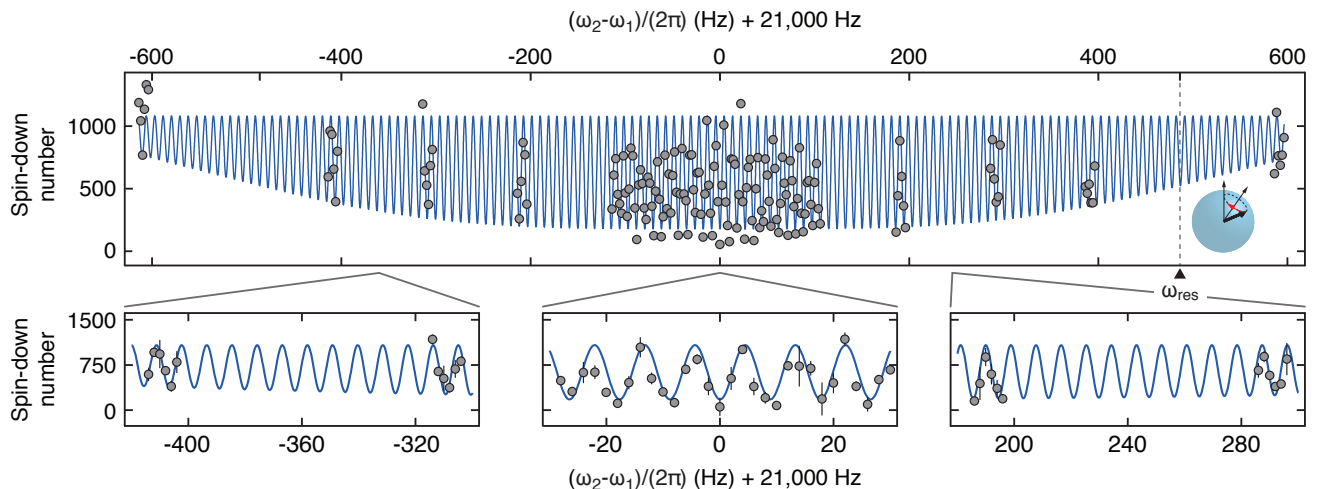 (ω₂-ω₁)/(2π) (Hz) + 21,000 Hz
-600 -400 -200 0 200 400 600
Spin-down
number
1000
500
0
ω_res
Spin-down
number
1500
750
0
-400 -360 -320
-20 0 20
200 240 280
(ω₂-ω₁)/(2π) (Hz) + 21,000 Hz